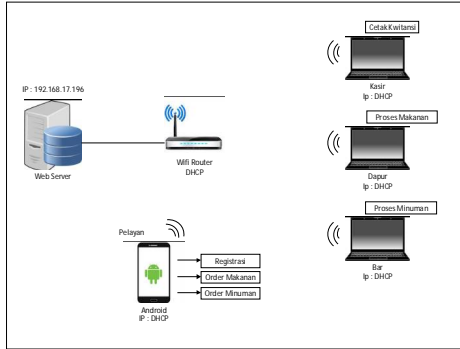 Cetak Kwitansi
Kasir
Ip : DHCP
IP : 192.168.17.196
Web Server
Wifi Router
DHCP
Proses Makanan
Dapur
Ip : DHCP
Proses Minuman
Bar
Ip : DHCP
Pelayan
Registrasi
Order Makanan
Order Minuman
Android
IP : DHCP